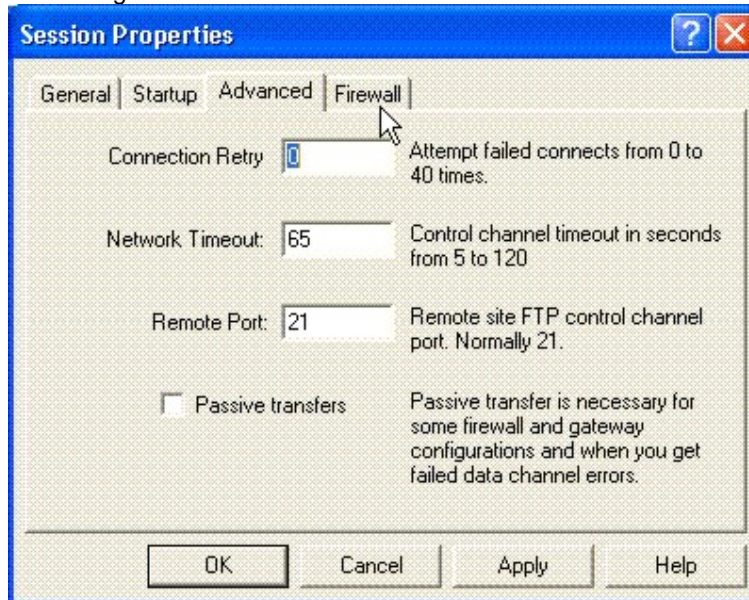 Session Properties
General Startup Advanced Firewall
Connection Retry 0 Attempt failed connects from 0 to
40 times.
Network Timeout: 65 Control channel timeout in seconds
from 5 to 120
Remote Port: 21 Remote site FTP control channel
port. Normally 21.
Passive transfers Passive transfer is necessary for
some firewall and gateway
configurations and when you get
failed data channel errors.
OK Cancel Apply Help